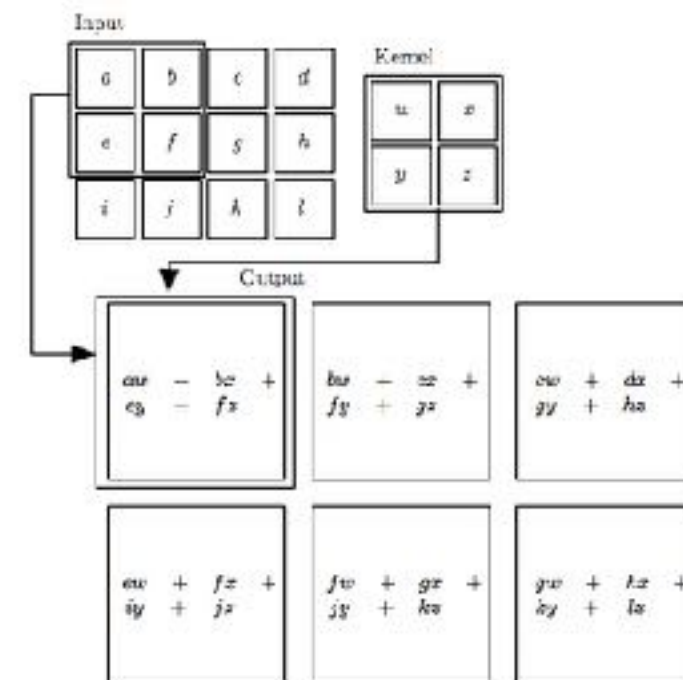 Input
a b c d
Kernel
e f g h
w x
i j k l
y z
Output
aw + bx +
ey + fz
bw + cx +
fy + gz
cw + dx +
gy + hz
ew + fx +
iy + jz
fw + gx +
jy + kz
gw + hx +
ky + lz